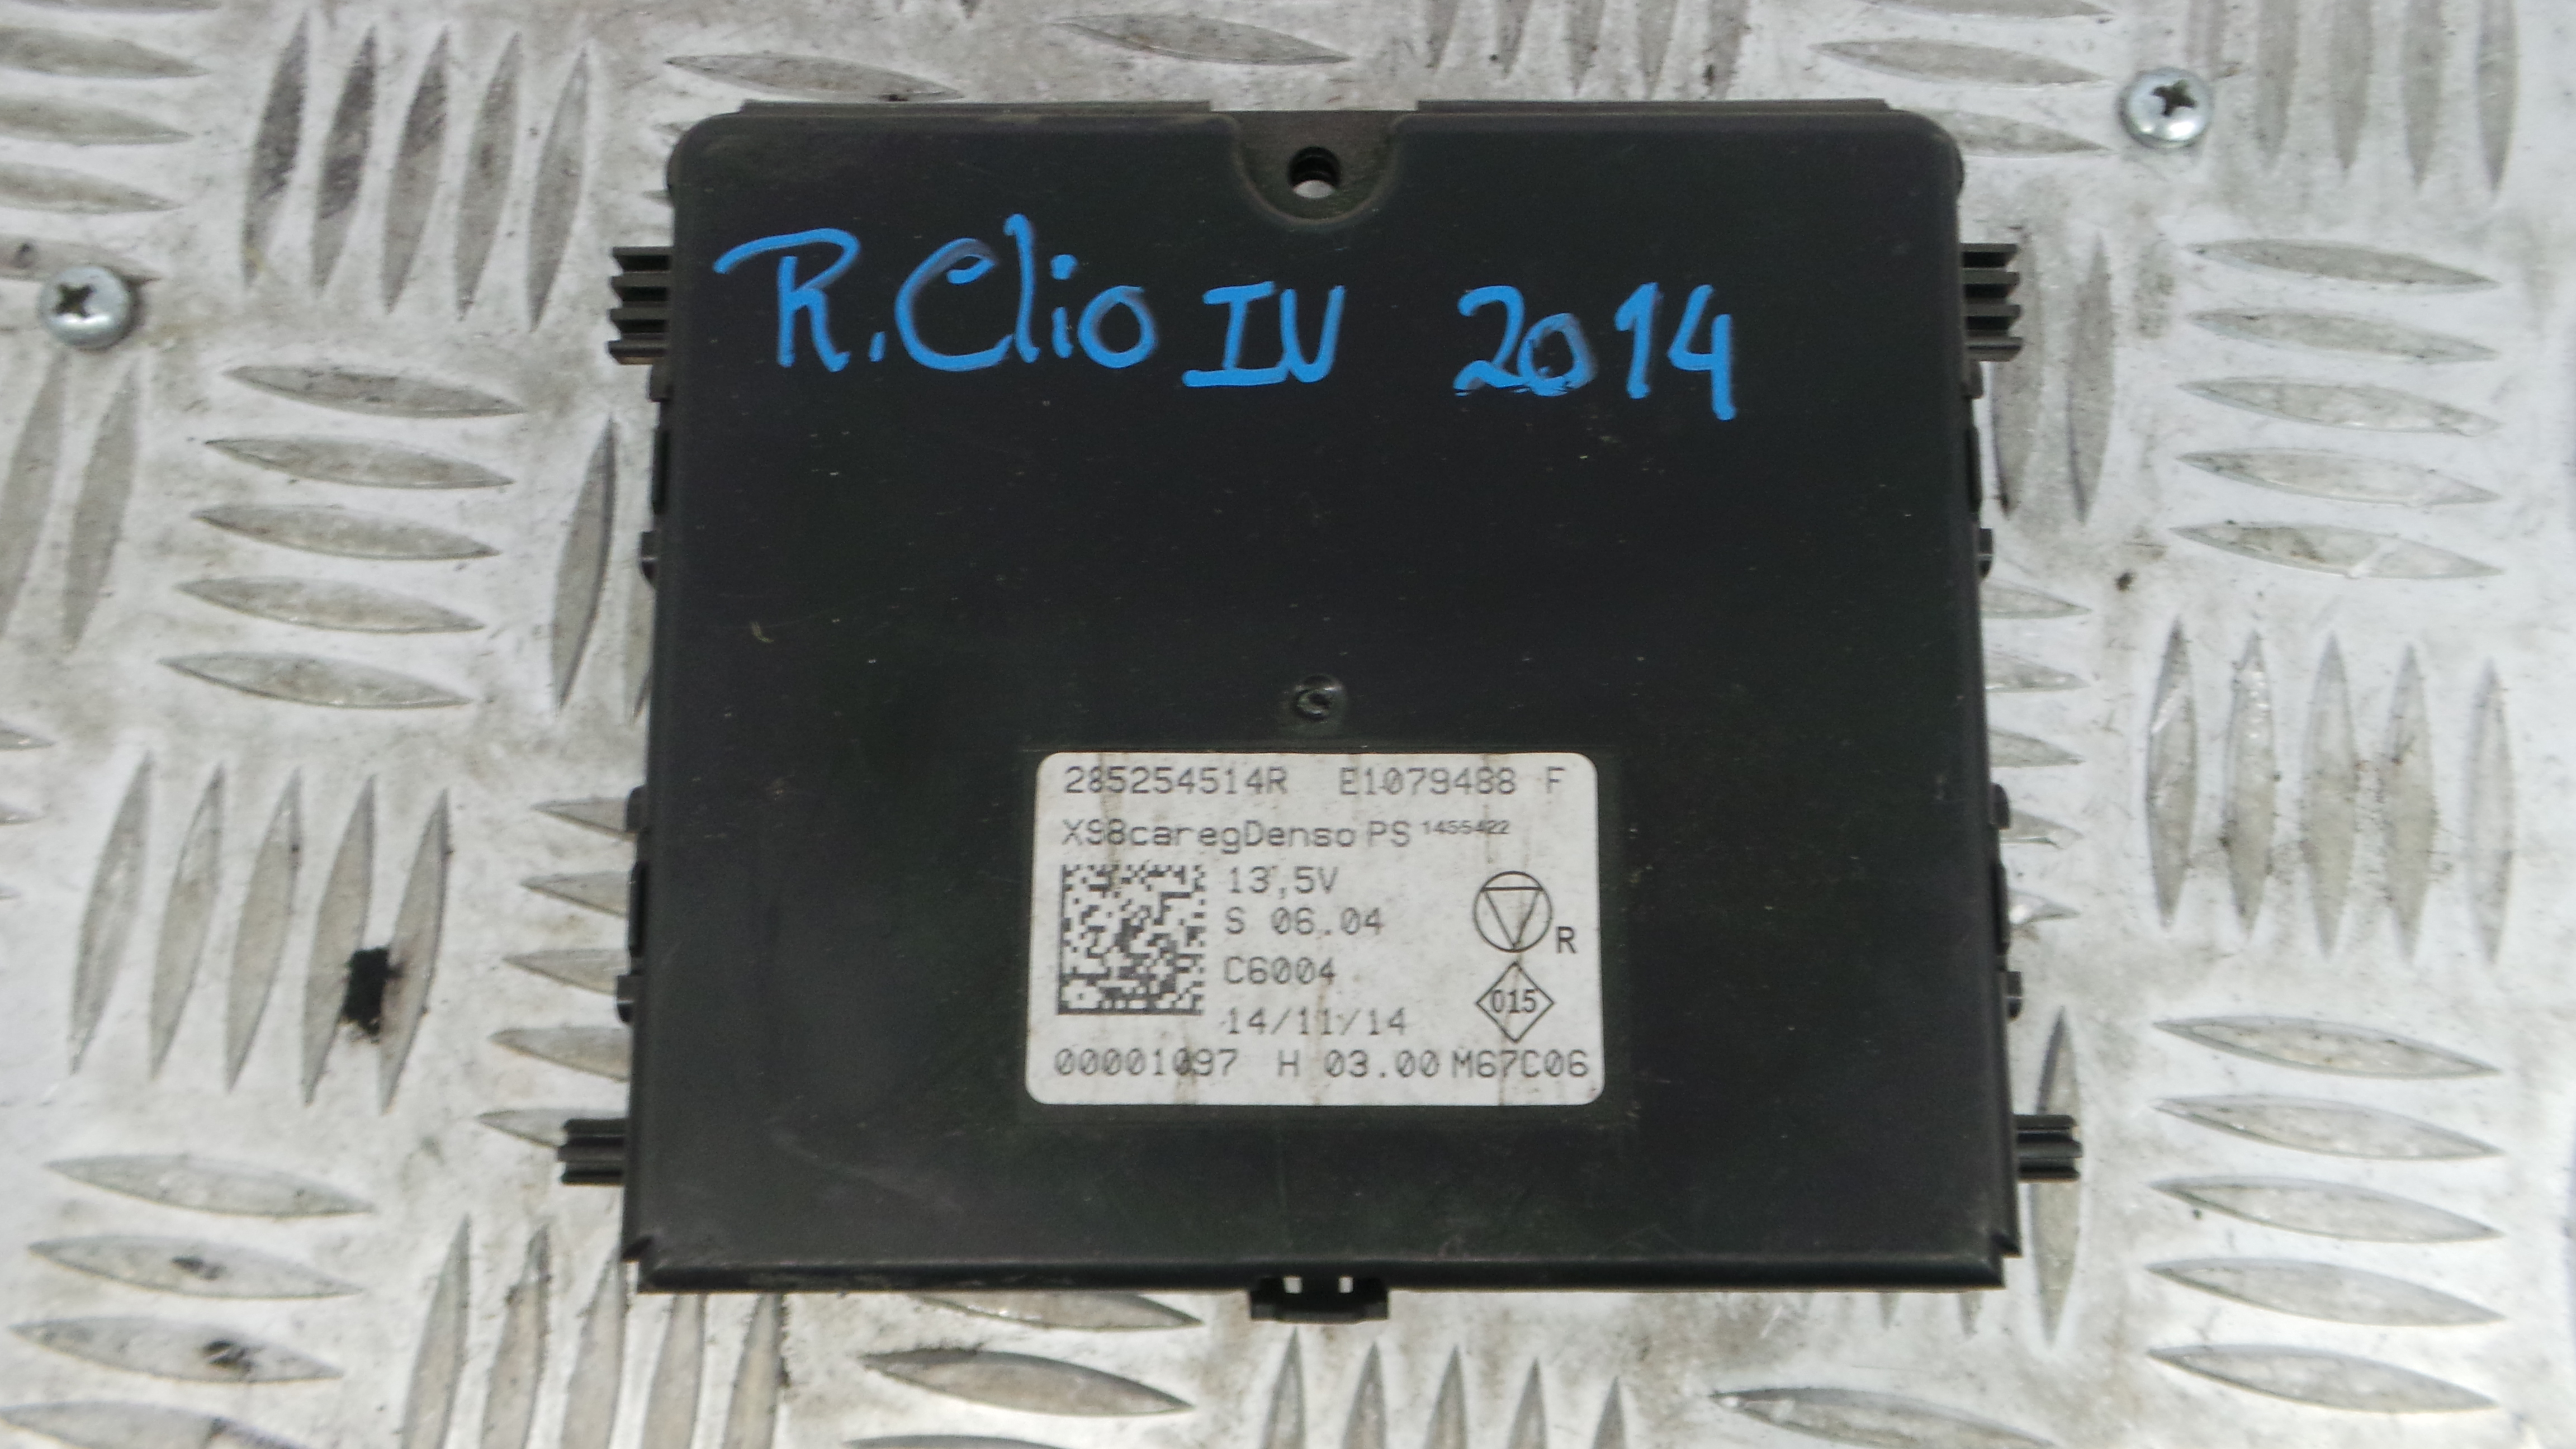 R.Clio IV 2014
285254514R E1079488 F
X98caregDenso PS 1455422
13,5V
S 06.04
R
C6004
015
14/11/14
00001097 H 03.00 M67C06